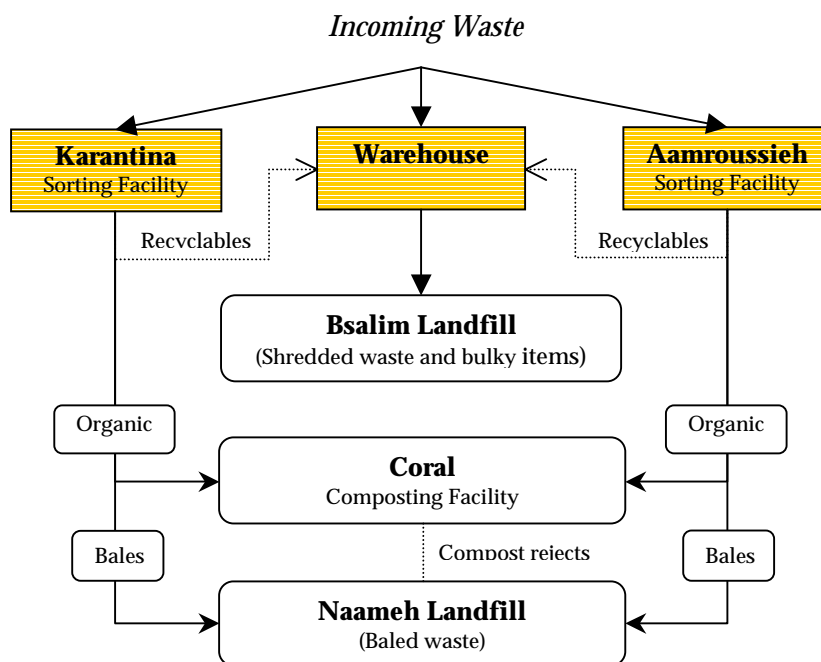 Incoming Waste
Karantina
Sorting Facility
Warehouse
Aamroussieh
Sorting Facility
Recyclables
Recyclables
Bsalim Landfill
(Shredded waste and bulky items)
Organic
Organic
Coral
Composting Facility
Bales
Compost rejects
Bales
Naameh Landfill
(Baled waste)